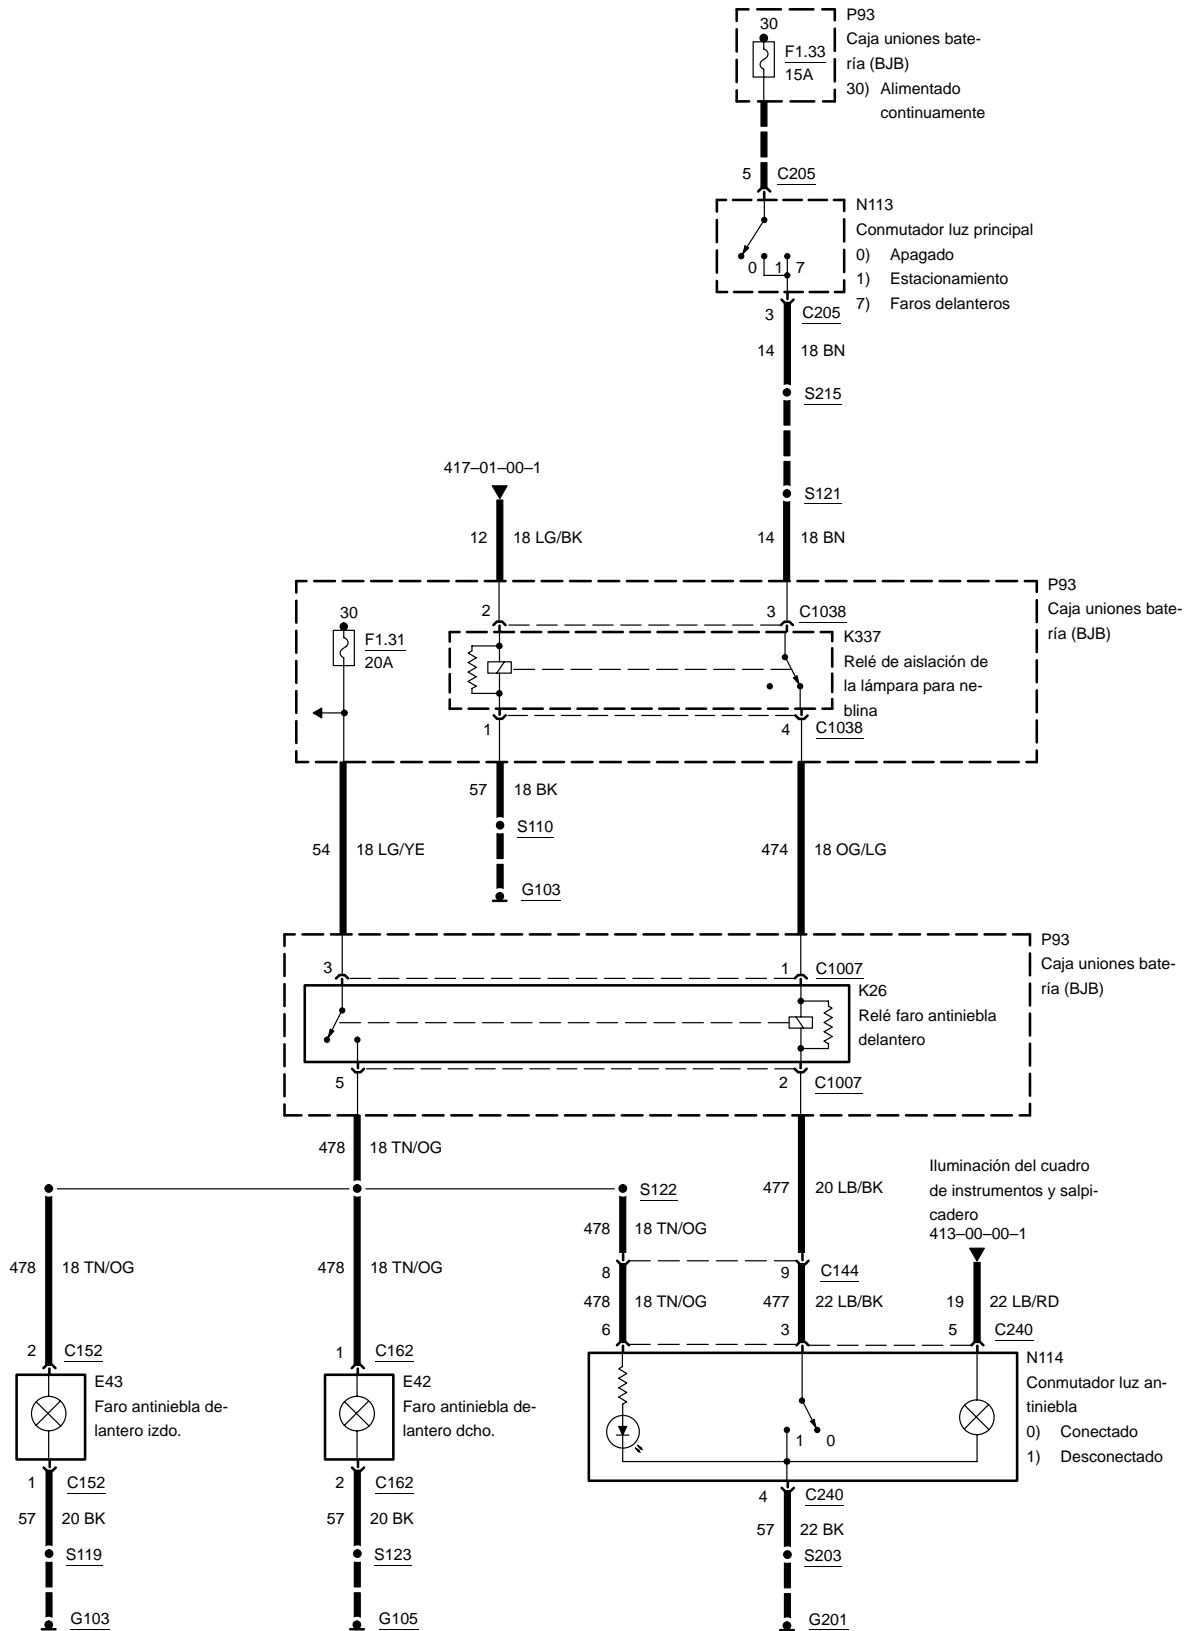 30
F1.33
15A
P93
Caja uniones bate-
ría (BJB)
30) Alimentado
continuamente
5 C205
N113
Conmutador luz principal
0) Apagado
1) Estacionamiento
7) Faros delanteros
0 1 7
3 C205
14 18 BN
S215
417–01–00–1
S121
12 18 LG/BK
14 18 BN
P93
Caja uniones bate-
ría (BJB)
30
F1.31
20A
2
3 C1038
K337
Relé de aislación de
la lámpara para ne-
blina
1
4 C1038
57 18 BK
S110
54 18 LG/YE
474 18 OG/LG
G103
P93
Caja uniones bate-
ría (BJB)
3
1 C1007
K26
Relé faro antiniebla
delantero
5
2 C1007
478 18 TN/OG
Iluminación del cuadro
de instrumentos y salpi-
cadero
413–00–00–1
S122
477 20 LB/BK
478 18 TN/OG
478 18 TN/OG
478 18 TN/OG
8
9 C144
478 18 TN/OG
477 22 LB/BK
19 22 LB/RD
6
3
5 C240
2 C152
1 C162
E43
Faro antiniebla de-
lantero izdo.
E42
Faro antiniebla de-
lantero dcho.
N114
Conmutador luz an-
tiniebla
0) Conectado
1) Desconectado
1 0
1 C152
2 C162
4 C240
57 20 BK
57 20 BK
57 22 BK
S119
S123
S203
G103
G105
G201